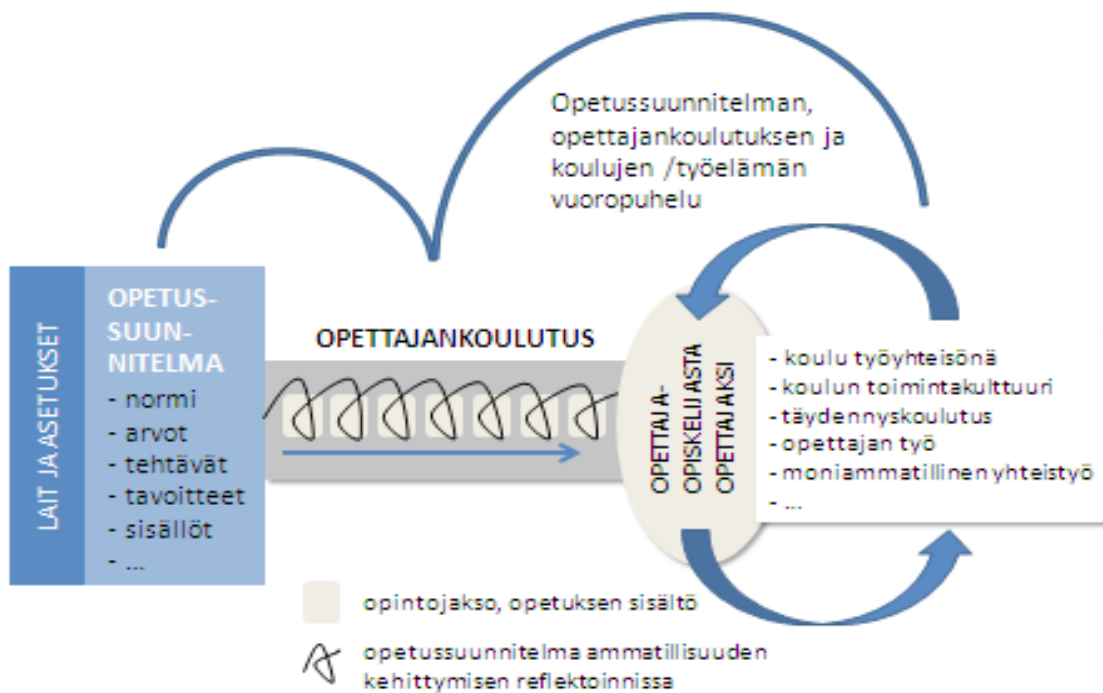 Opetussuunnitelman,
opettajankoulutuksen ja
koulujen /työelämän
vuoropuhelu
LAIT JA ASETUKSET
OPETUS-
SUUN-
NITELMA
- normi
- arvot
- tehtävät
- tavoitteet
- sisällöt
- ...
OPETTAJANKOULUTUS
OPETTAJA-
OPISKELIJASTA
OPETTAJAKSI
- koulu työyhteisönä
- koulun toimintakulttuuri
- täydennyskoulutus
- opettajan työ
- moniammatillinen yhteistyö
- ...
opintojakso, opetuksen sisältö
opetussuunnitelma ammatillisuuden
kehittymisen reflektoinnissa